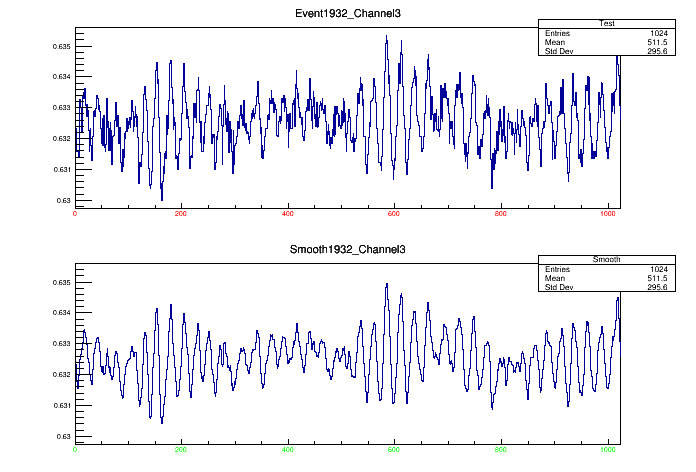 Event1932_Channel3
Test
Entries 1024
Mean 511.5
Std Dev 295.6
0.635
0.634
0.633
0.632
0.631
0.63
0 200 400 600 800 1000
Smooth1932_Channel3
Smooth
Entries 1024
Mean 511.5
Std Dev 295.6
0.635
0.634
0.633
0.632
0.631
0.63
0 200 400 600 800 1000